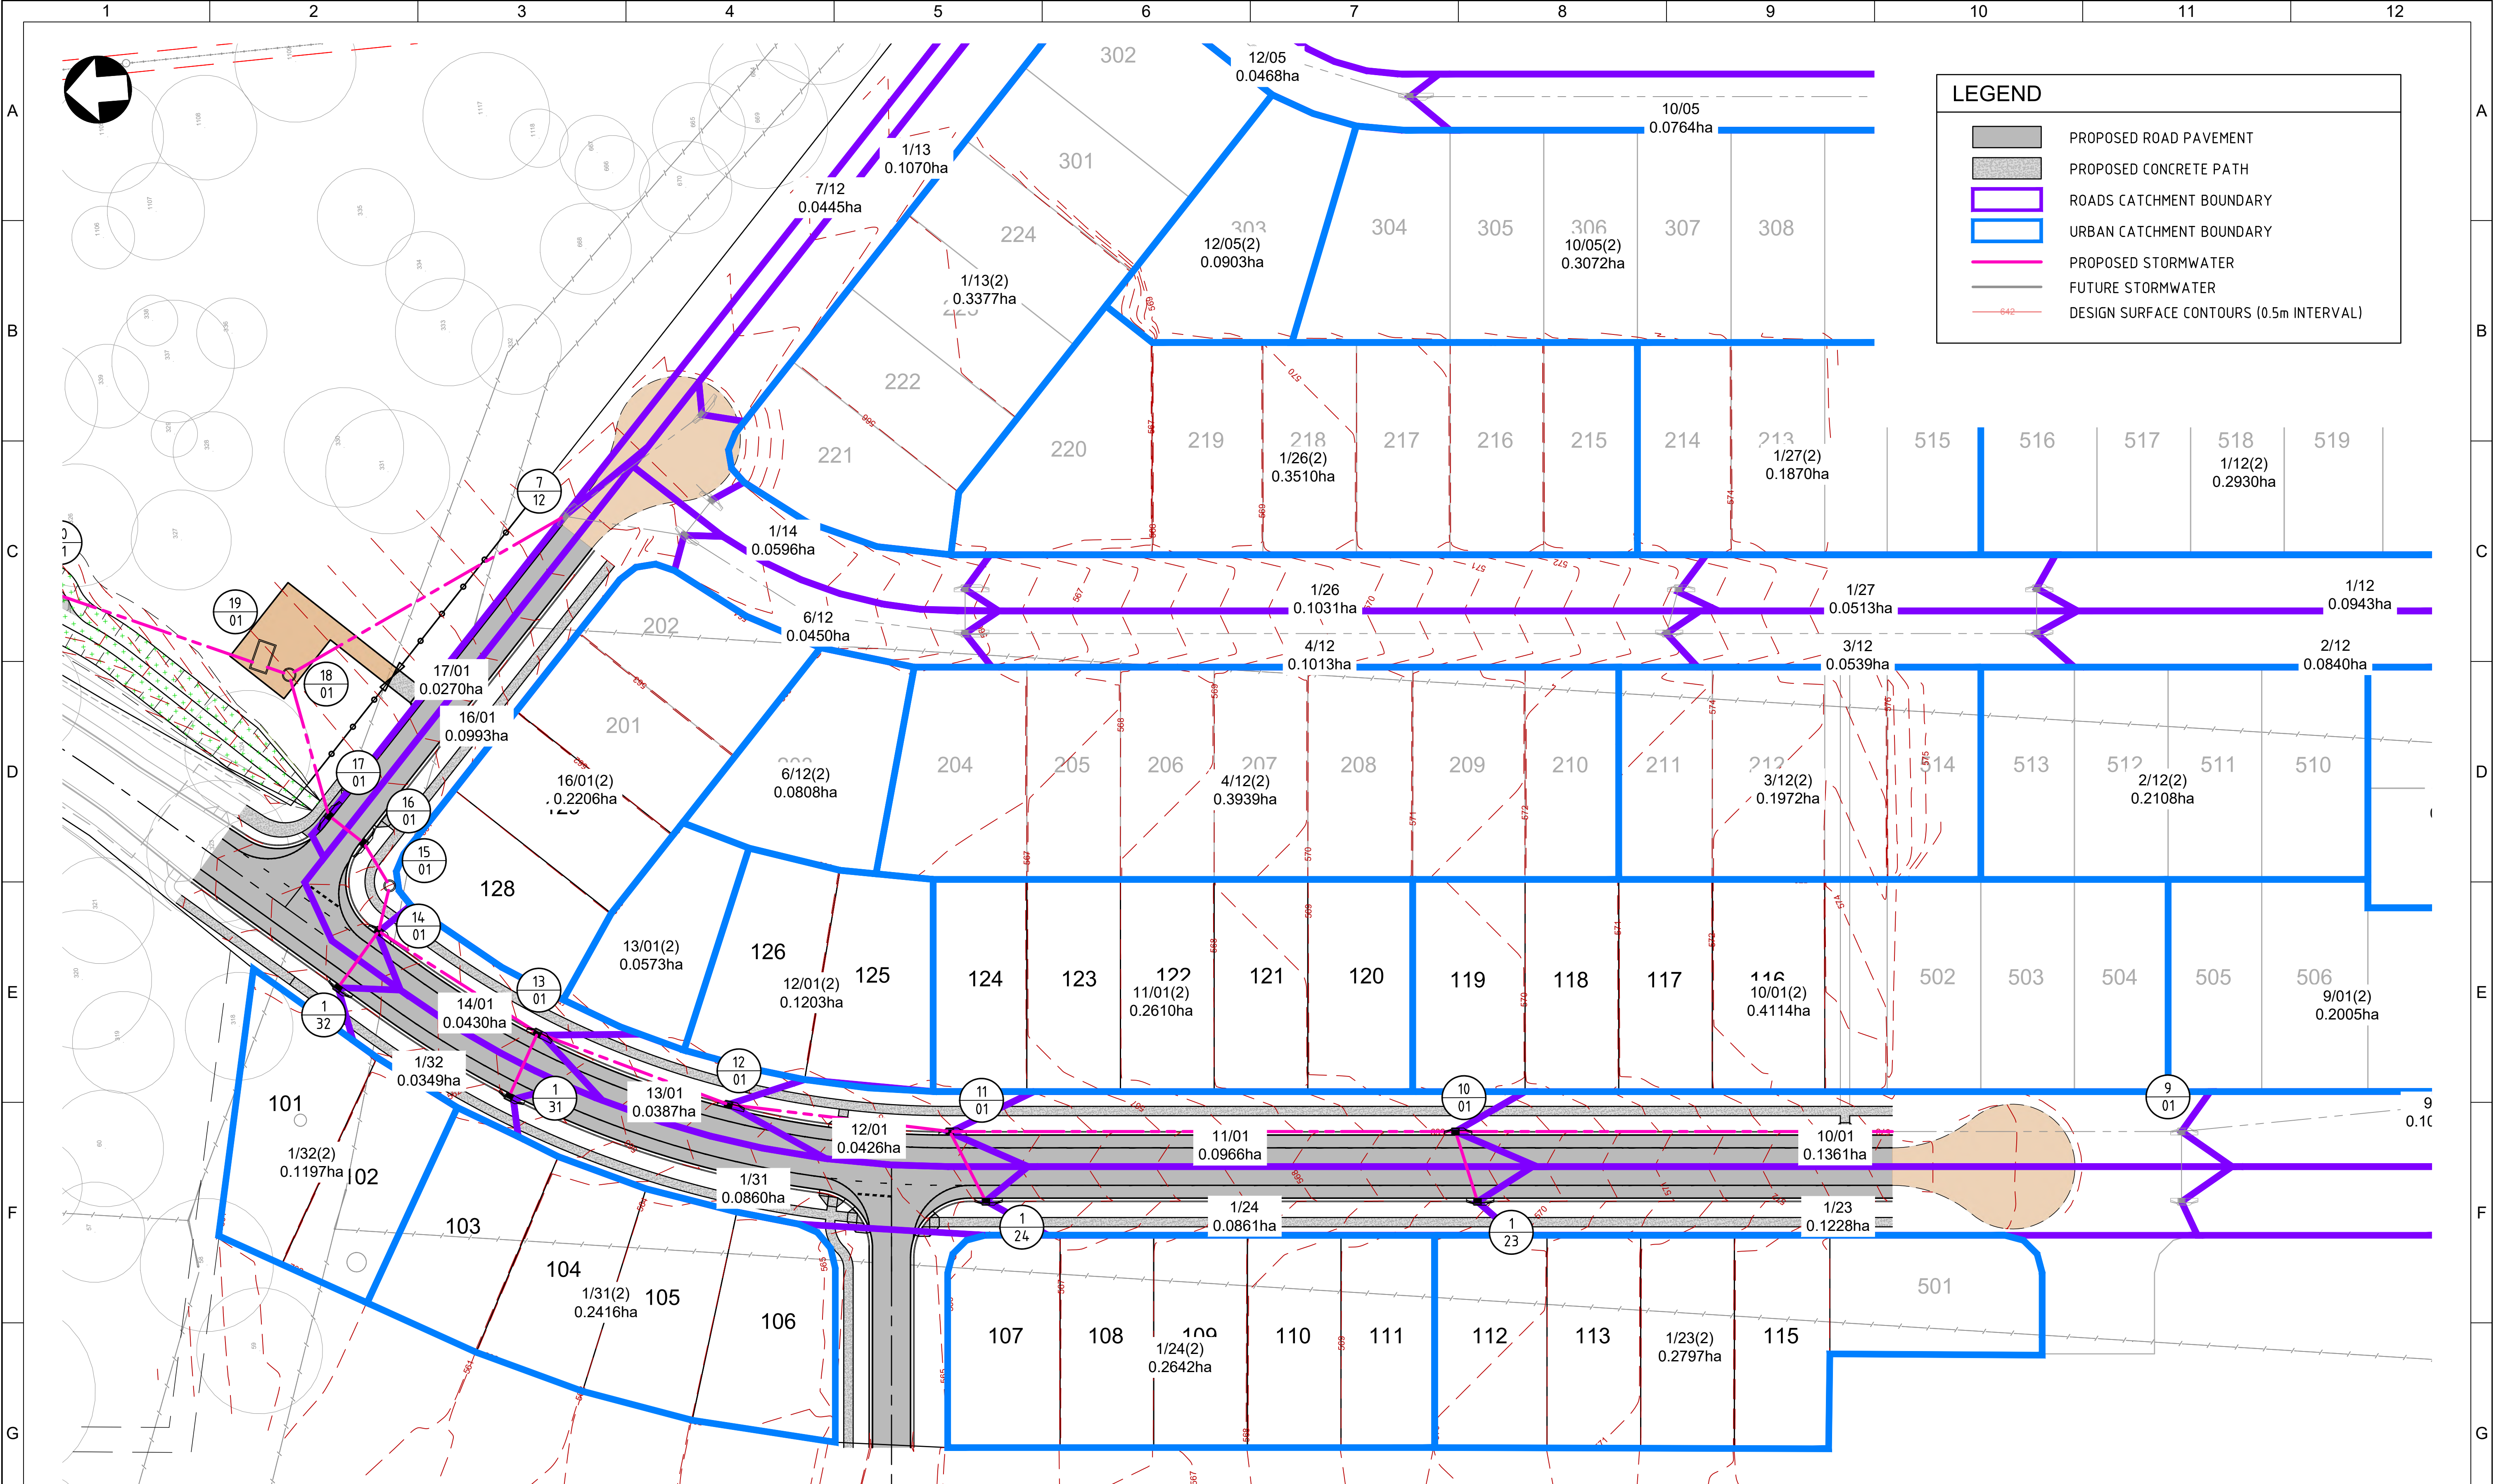 1 2 3 4 5 6 7 8 9 10 11 12
A
B
C
D
E
F
G
A
B
C
D
E
F
G
LEGEND
PROPOSED ROAD PAVEMENT
PROPOSED CONCRETE PATH
ROADS CATCHMENT BOUNDARY
URBAN CATCHMENT BOUNDARY
PROPOSED STORMWATER
FUTURE STORMWATER
642
DESIGN SURFACE CONTOURS (0.5m INTERVAL)
302
12/05
0.0468ha
10/05
0.0764ha
1/13
0.1070ha
301
7/12
0.0445ha
224
303
12/05(2)
0.0903ha
304
305
306
10/05(2)
0.3072ha
307
308
1/13(2)
0.3377ha
222
221
220
219
218
1/26(2)
0.3510ha
217
216
215
214
213
1/27(2)
0.1870ha
515
516
517
518
519
1/12(2)
0.2930ha
7
12
1/14
0.0596ha
1/26
0.1031ha
1/27
0.0513ha
1/12
0.0943ha
19
01
202
6/12
0.0450ha
4/12
0.1013ha
3/12
0.0539ha
2/12
0.0840ha
18
01
17/01
0.0270ha
16/01
0.0993ha
201
17
01
16/01(2)
0.2206ha
6/12(2)
0.0808ha
204
205
206
207
4/12(2)
0.3939ha
208
209
210
211
212
3/12(2)
0.1972ha
514
513
512
2/12(2)
0.2108ha
511
510
16
01
15
01
128
14
01
13/01(2)
0.0573ha
126
12/01(2)
0.1203ha
125
124
123
122
11/01(2)
0.2610ha
121
120
119
118
117
116
10/01(2)
0.4114ha
502
503
504
505
506
9/01(2)
0.2005ha
13
01
1
32
14/01
0.0430ha
1/32
0.0349ha
1
31
13/01
0.0387ha
12
01
12/01
0.0426ha
11
01
10
01
9
01
11/01
0.0966ha
10/01
0.1361ha
101
1/32(2)
0.1197ha
102
103
1/31
0.0860ha
1
24
1/24
0.0861ha
1
23
1/23
0.1228ha
104
1/31(2)
0.2416ha
105
106
107
108
109
1/24(2)
0.2642ha
110
111
112
113
1/23(2)
0.2797ha
115
501